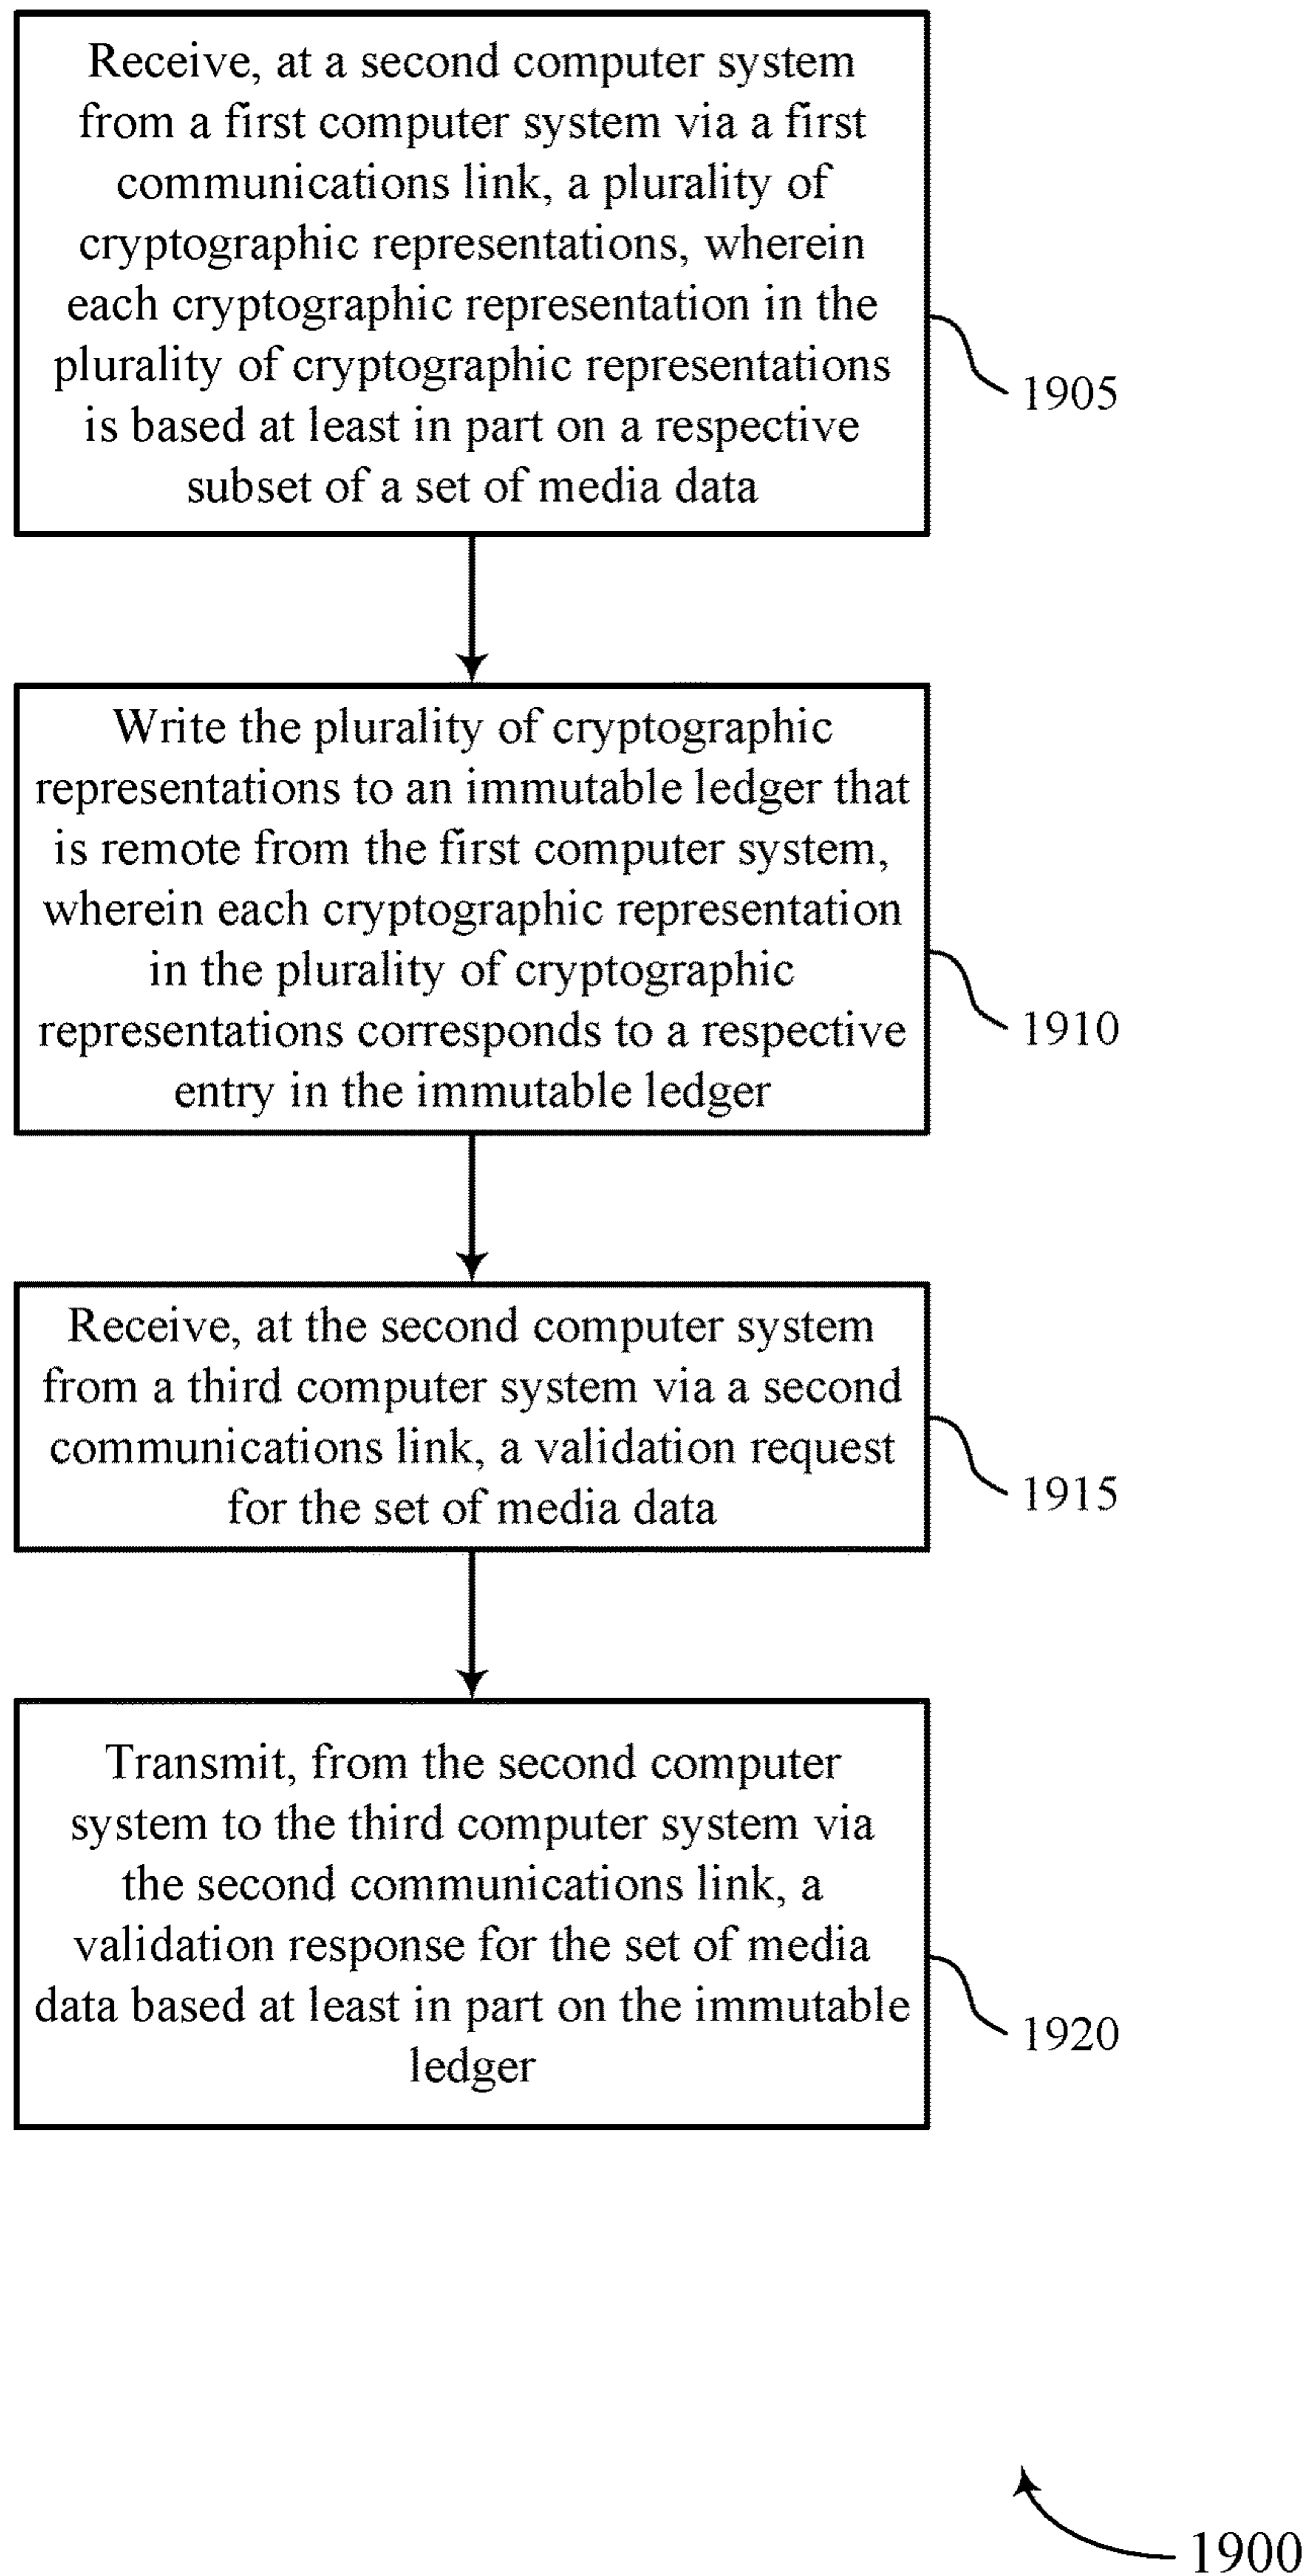 Receive, at a second computer system
from a first computer system via a first
communications link, a plurality of
cryptographic representations, wherein
each cryptographic representation in the
plurality of cryptographic representations
is based at least in part on a respective
subset of a set of media data
1905
Write the plurality of cryptographic
representations to an immutable ledger that
is remote from the first computer system,
wherein each cryptographic representation
in the plurality of cryptographic
representations corresponds to a respective
entry in the immutable ledger
1910
Receive, at the second computer system
from a third computer system via a second
communications link, a validation request
for the set of media data
1915
Transmit, from the second computer
system to the third computer system via
the second communications link, a
validation response for the set of media
data based at least in part on the immutable
ledger
1920
1900